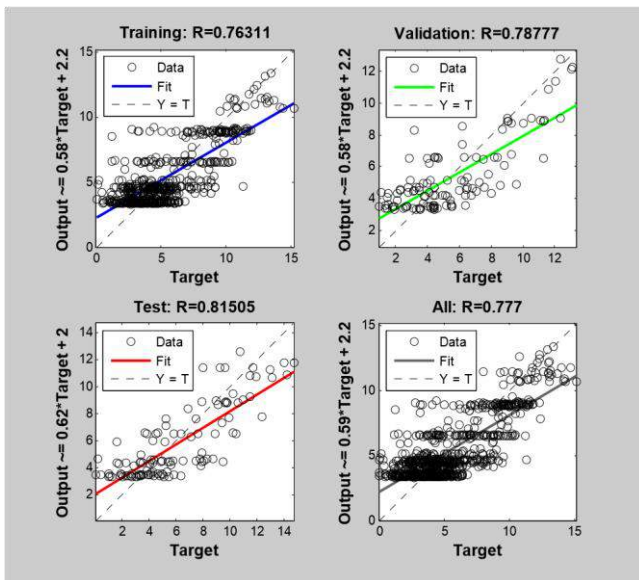 Training: R=0.76311
Output ~= 0.58*Target + 2.2
15
10
5
0
Data
Fit
Y = T
0
5
10
15
Target
Validation: R=0.78777
Output ~= 0.58*Target + 2.2
12
10
8
6
4
2
Data
Fit
Y = T
2
4
6
8
10
12
Target
Test: R=0.81505
Output ~= 0.62*Target + 2
14
12
10
8
6
4
2
0
Data
Fit
Y = T
0
2
4
6
8
10
12
14
Target
All: R=0.777
Output ~= 0.59*Target + 2.2
15
10
5
0
Data
Fit
Y = T
0
5
10
15
Target